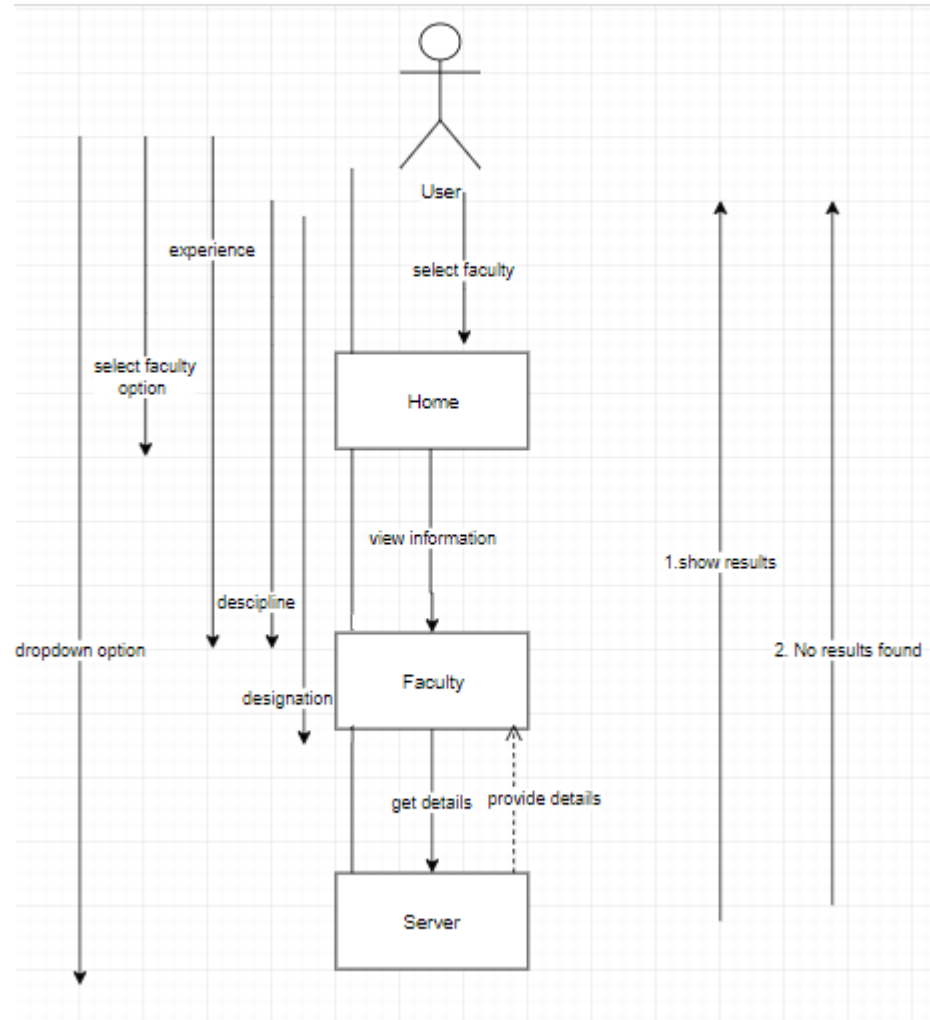 User
experience
select faculty
select faculty
option
Home
view information
1.show results
descipline
dropdown option
2. No results found
Faculty
designation
get details
provide details
Server